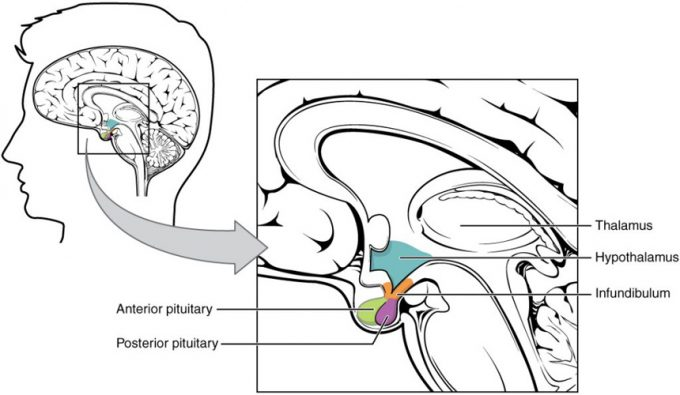 Thalamus
Hypothalamus
Infundibulum
Anterior pituitary
Posterior pituitary